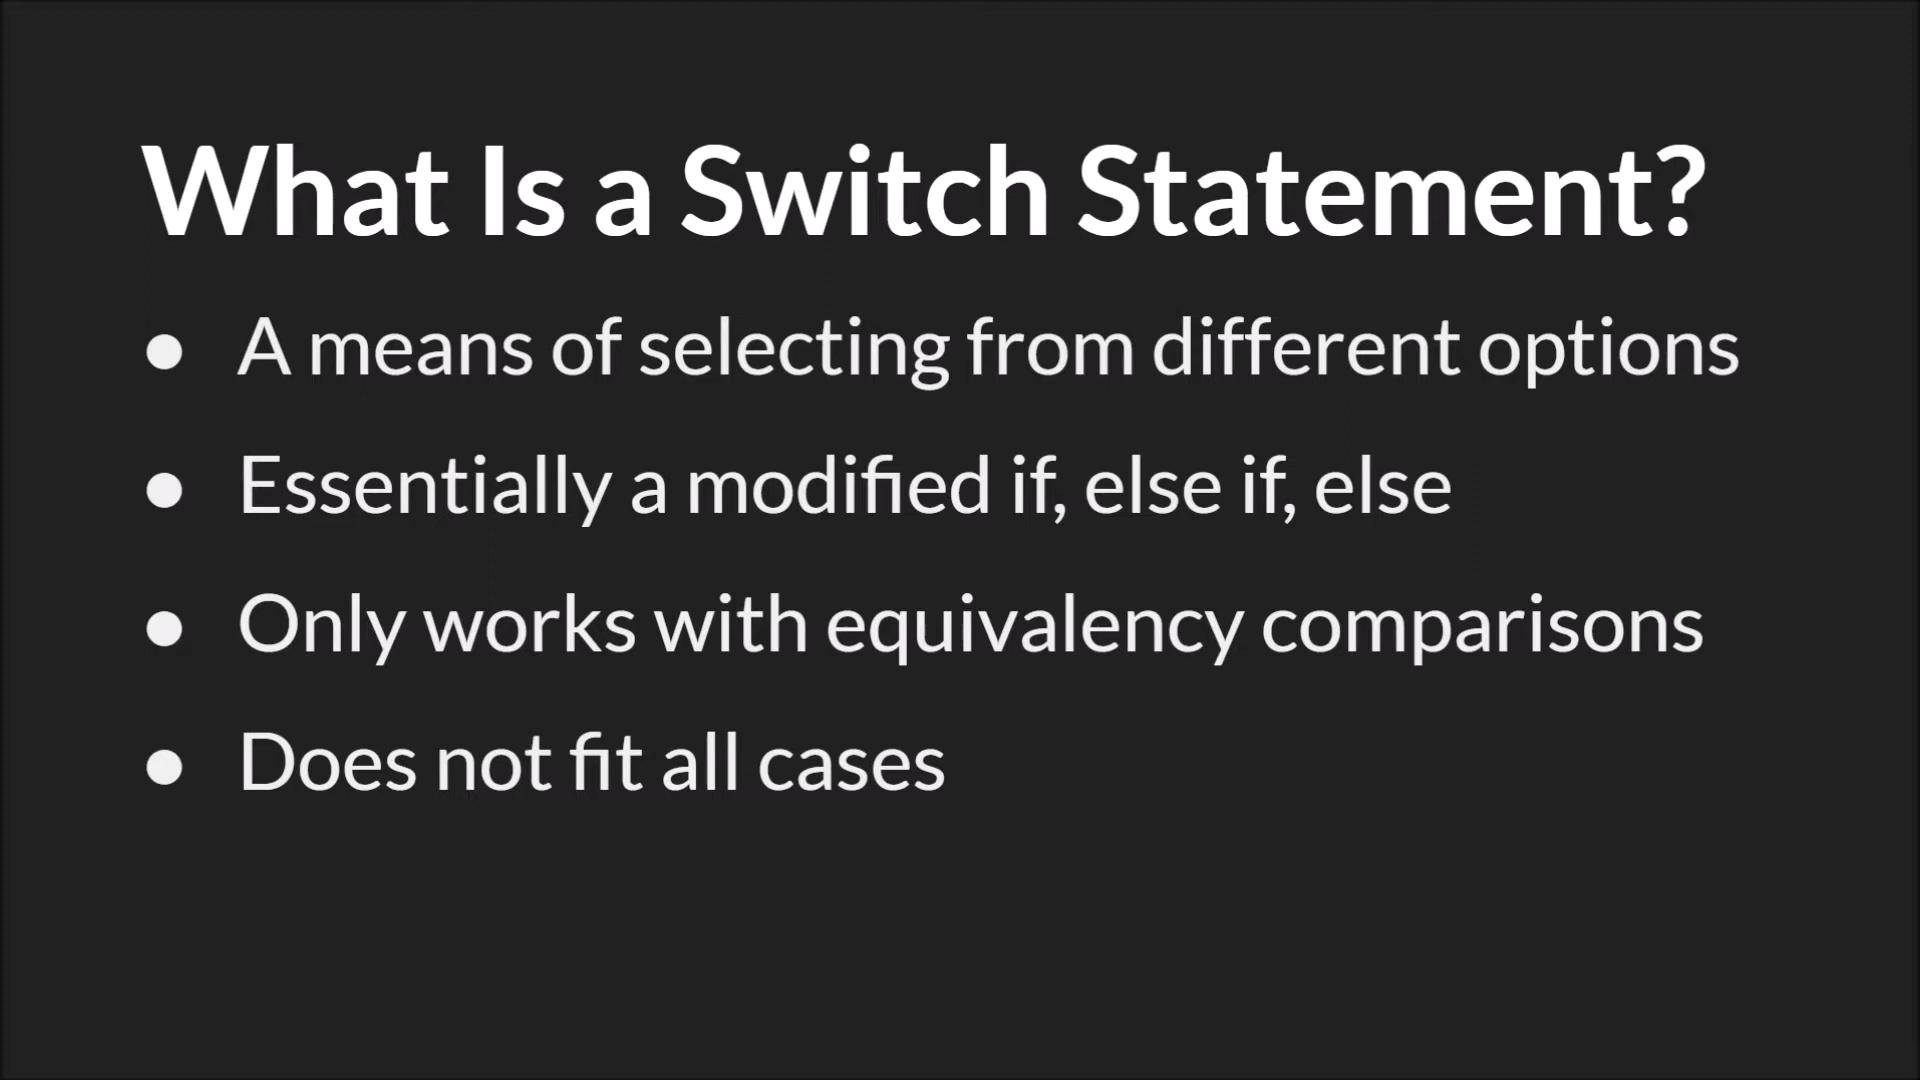 What Is a Switch Statement?
● A means of selecting from different options
● Essentially a modified if, else if, else
● Only works with equivalency comparisons
● Does not fit all cases